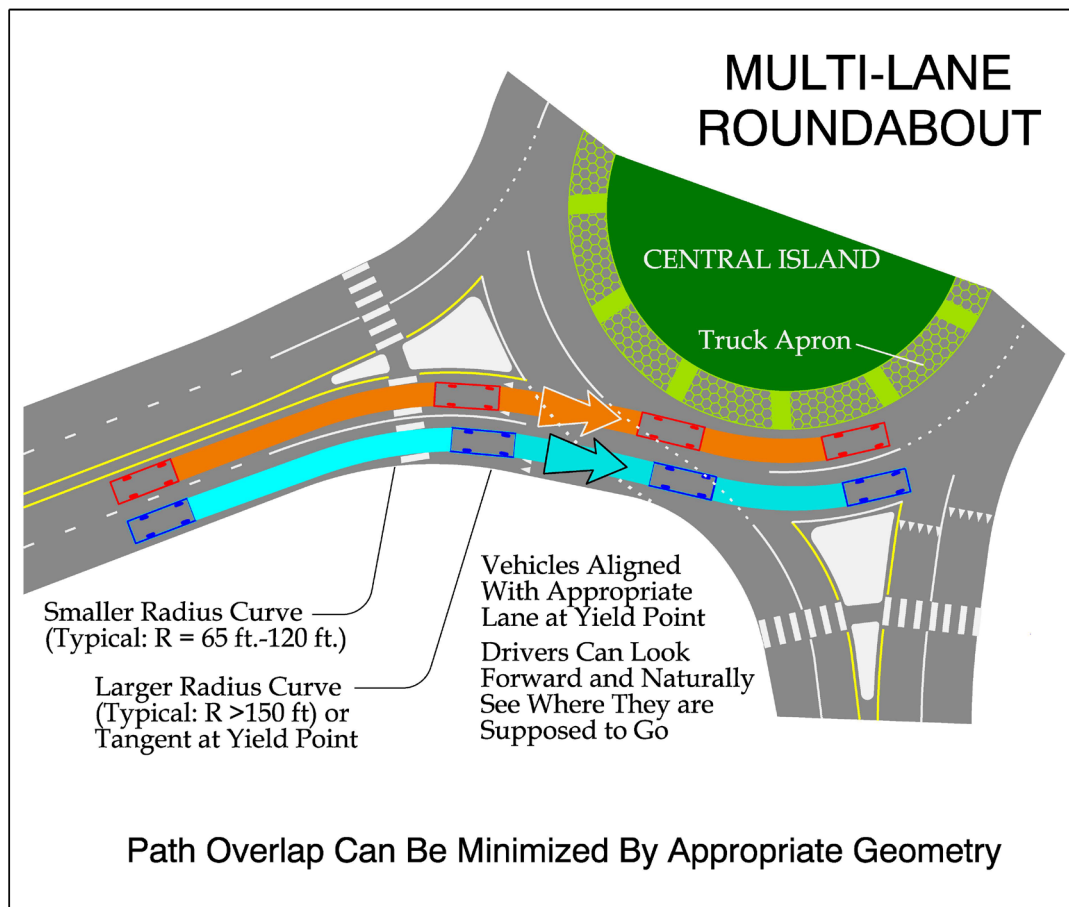 MULTI-LANE
ROUNDABOUT
CENTRAL ISLAND
Truck Apron
Smaller Radius Curve
(Typical: R = 65 ft.-120 ft.)
Larger Radius Curve
(Typical: R >150 ft) or
Tangent at Yield Point
Vehicles Aligned
With Appropriate
Lane at Yield Point
Drivers Can Look
Forward and Naturally
See Where They are
Supposed to Go
Path Overlap Can Be Minimized By Appropriate Geometry